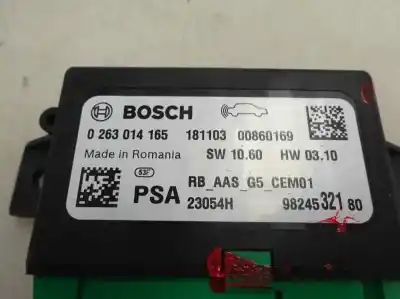 BOSCH
0 263 014 165 181103 00860169
Made in Romania SW 10.60 HW 03.10
RB_AAS_G5_CEM01
PSA 23054H 98245 321 80